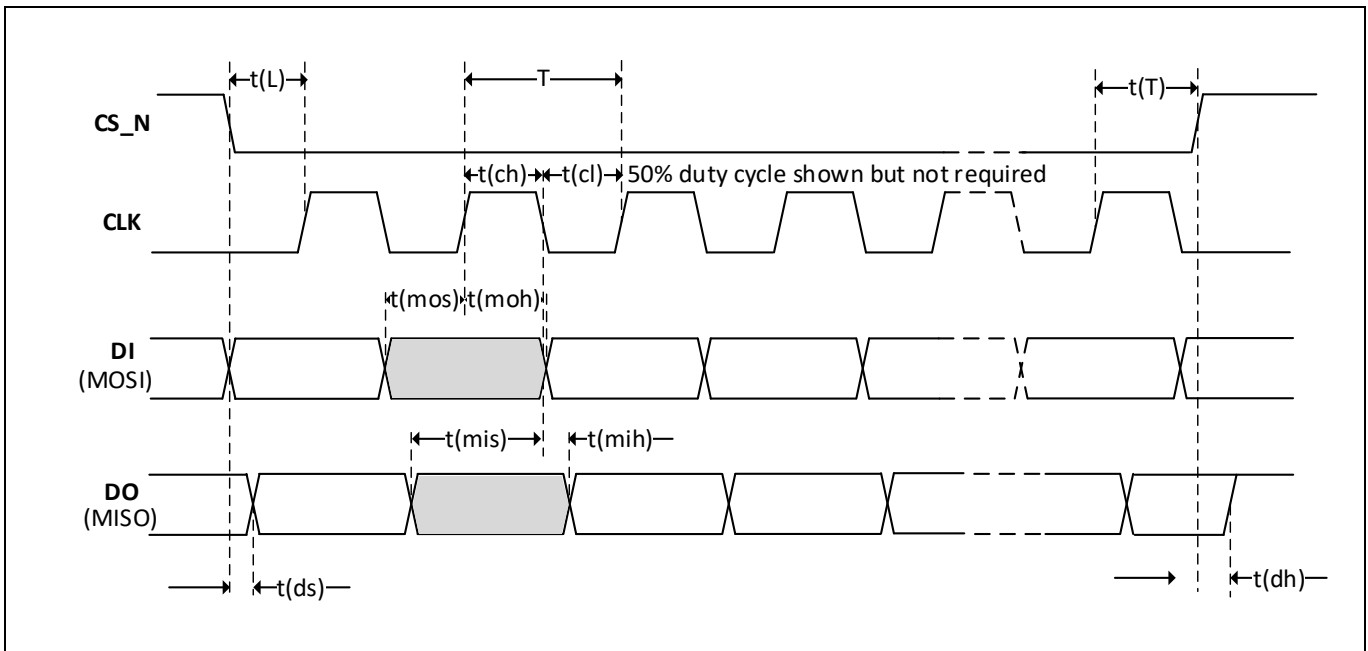 t(L) T t(T)
CS_N
t(ch) t(cl) 50% duty cycle shown but not required
CLK
t(mos) t(moh)
DI
(MOSI)
t(mis) t(mih)
DO
(MISO)
t(ds) t(dh)